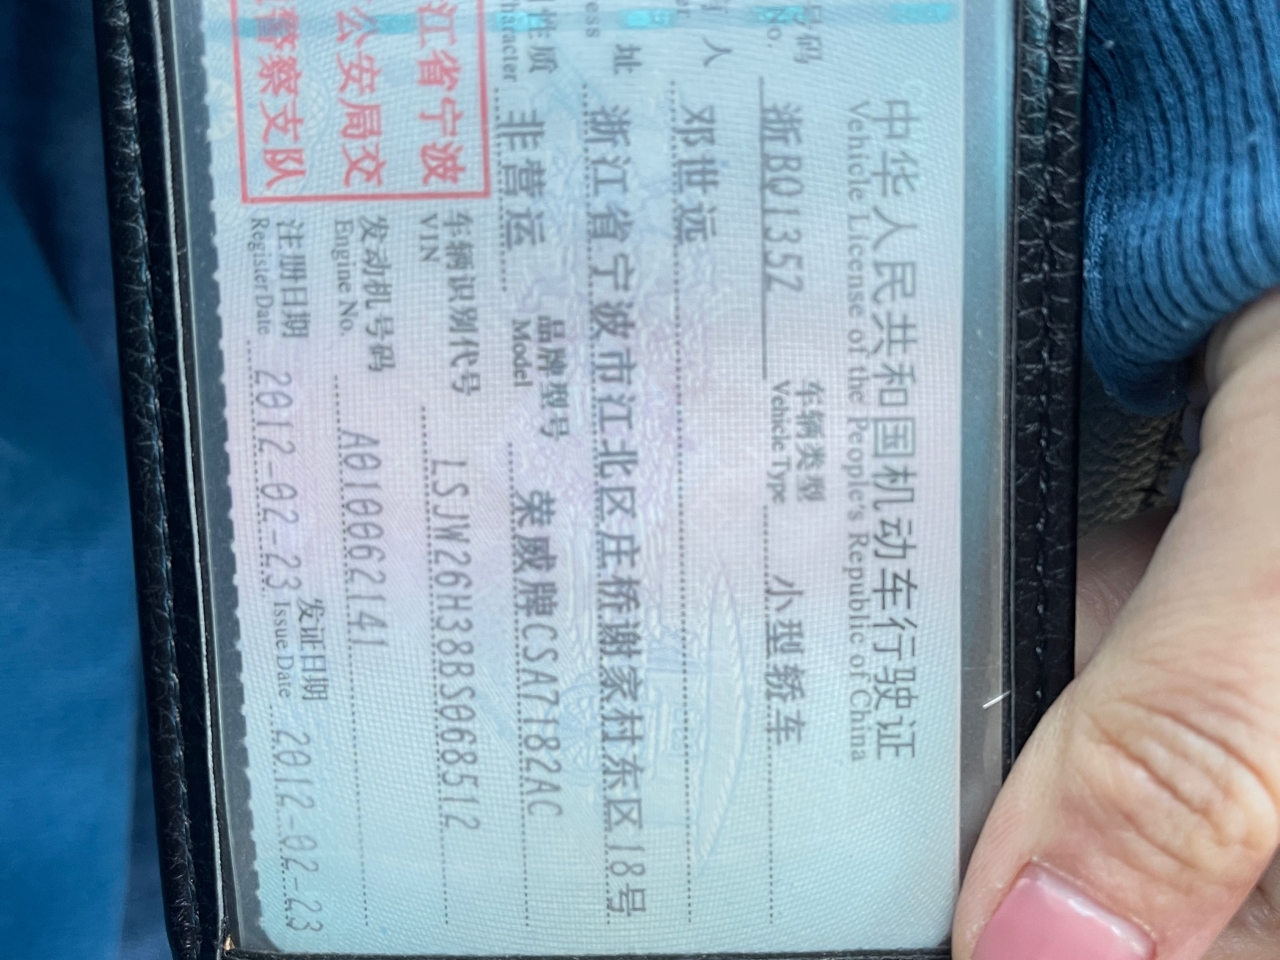 中华人民共和国机动车行驶证
Vehicle License of the People's Republic of China
号码 浙BQ1352 车辆类型 小型轿车
No. Vehicle Type
人 邓世远
址 浙江省宁波市江北区庄桥谢家村东区18号
ess
性质 非营运 品牌型号 荣威牌CSA7182AC
haracter Model
江省宁波
公安局交
警察支队
车辆识别代号 LSJW26H38BS068512
VIN
发动机号码 A010062141
Engine No.
注册日期 2012-02-23 发证日期 2012-02-23
Register Date Issue Date